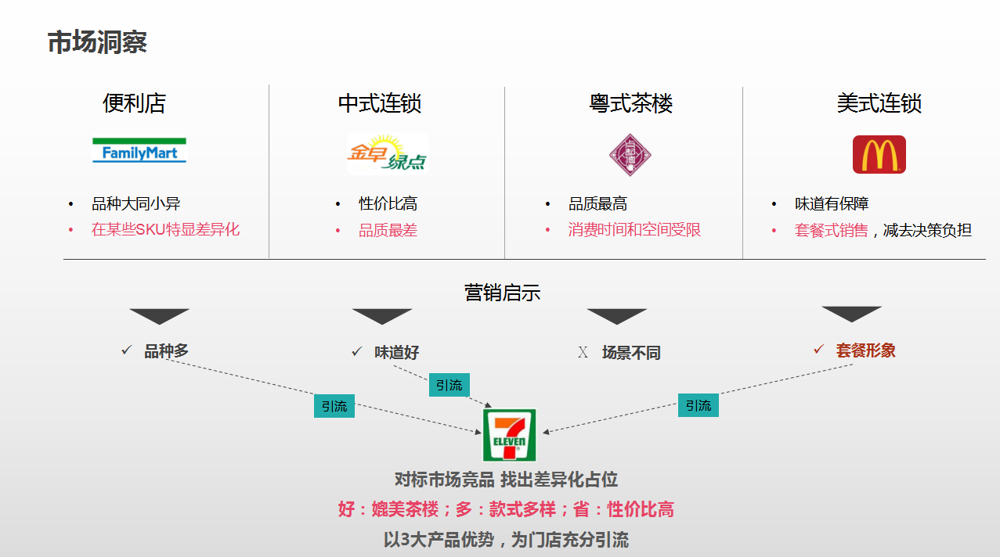 市场洞察
便利店
中式连锁
粤式茶楼
美式连锁
FamilyMart
金早
绿点
点都德
• 品种大同小异
• 在某些SKU特显差异化
• 性价比高
• 品质最差
• 品质最高
• 消费时间和空间受限
• 味道有保障
• 套餐式销售，减去决策负担
营销启示
✓ 品种多
✓ 味道好
X 场景不同
✓ 套餐形象
引流
引流
引流
7
ELEVEN
对标市场竞品 找出差异化占位
好：媲美茶楼；多：款式多样；省：性价比高
以3大产品优势，为门店充分引流